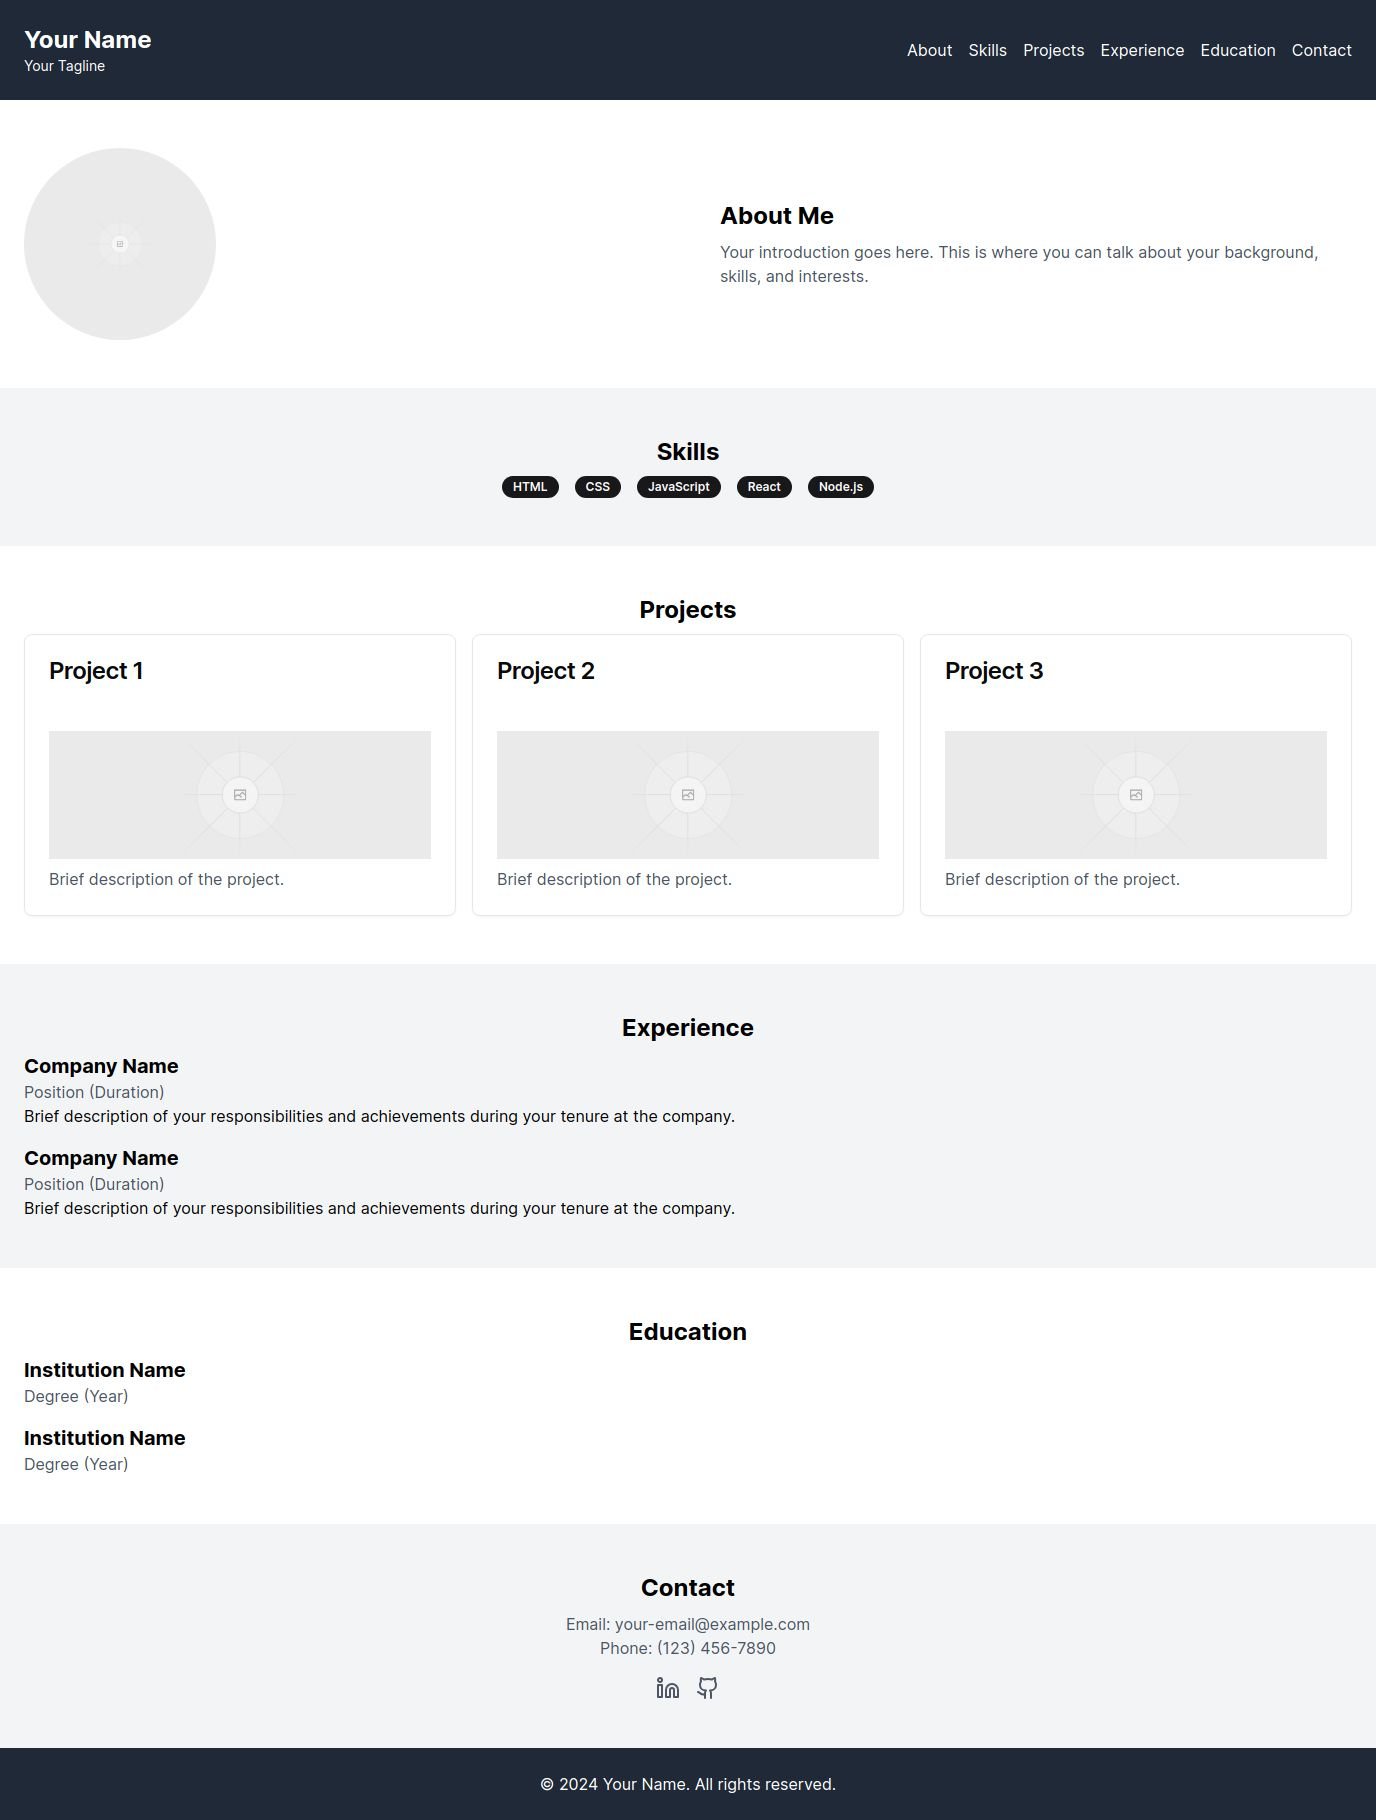 Your Name
Your Tagline
About Skills Projects Experience Education Contact
About Me
Your introduction goes here. This is where you can talk about your background,
skills, and interests.
Skills
HTML CSS JavaScript React Node.js
Projects
Project 1
Brief description of the project.
Project 2
Brief description of the project.
Project 3
Brief description of the project.
Experience
Company Name
Position (Duration)
Brief description of your responsibilities and achievements during your tenure at the company.
Company Name
Position (Duration)
Brief description of your responsibilities and achievements during your tenure at the company.
Education
Institution Name
Degree (Year)
Institution Name
Degree (Year)
Contact
Email: your-email@example.com
Phone: (123) 456-7890
© 2024 Your Name. All rights reserved.